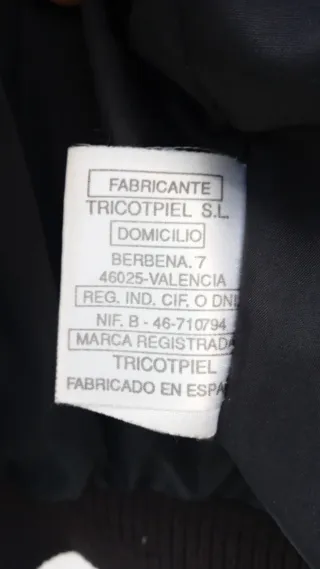 FABRICANTE
TRICOTPIEL S.L.
DOMICILIO
BERBENA. 7
46025-VALENCIA
REG. IND. CIF. O DNI
NIF. B - 46-710794
MARCA REGISTRADA
TRICOTPIEL
FABRICADO EN ESPA